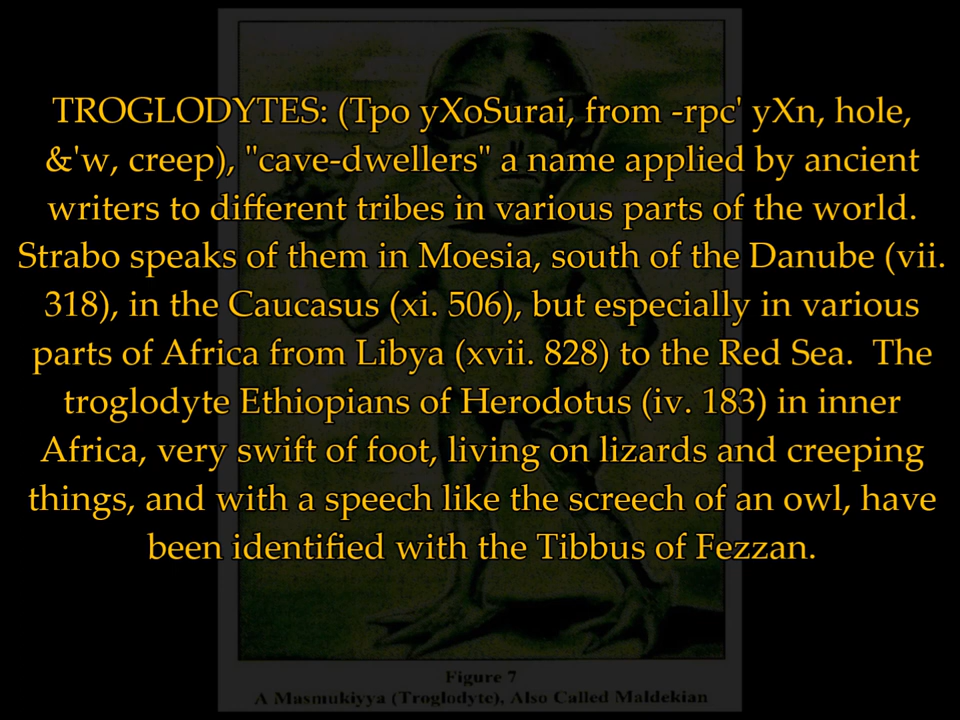 TROGLODYTES: (Tpo yXoSurai, from -rpc' yXn, hole,
&'w, creep), "cave-dwellers" a name applied by ancient
writers to different tribes in various parts of the world.
Strabo speaks of them in Moesia, south of the Danube (vii.
318), in the Caucasus (xi. 506), but especially in various
parts of Africa from Libya (xvii. 828) to the Red Sea. The
troglodyte Ethiopians of Herodotus (iv. 183) in inner
Africa, very swift of foot, living on lizards and creeping
things, and with a speech like the screech of an owl, have
been identified with the Tibbus of Fezzan.
Figure 7
A Masmukiyya (Troglodyte), Also Called Maldekian